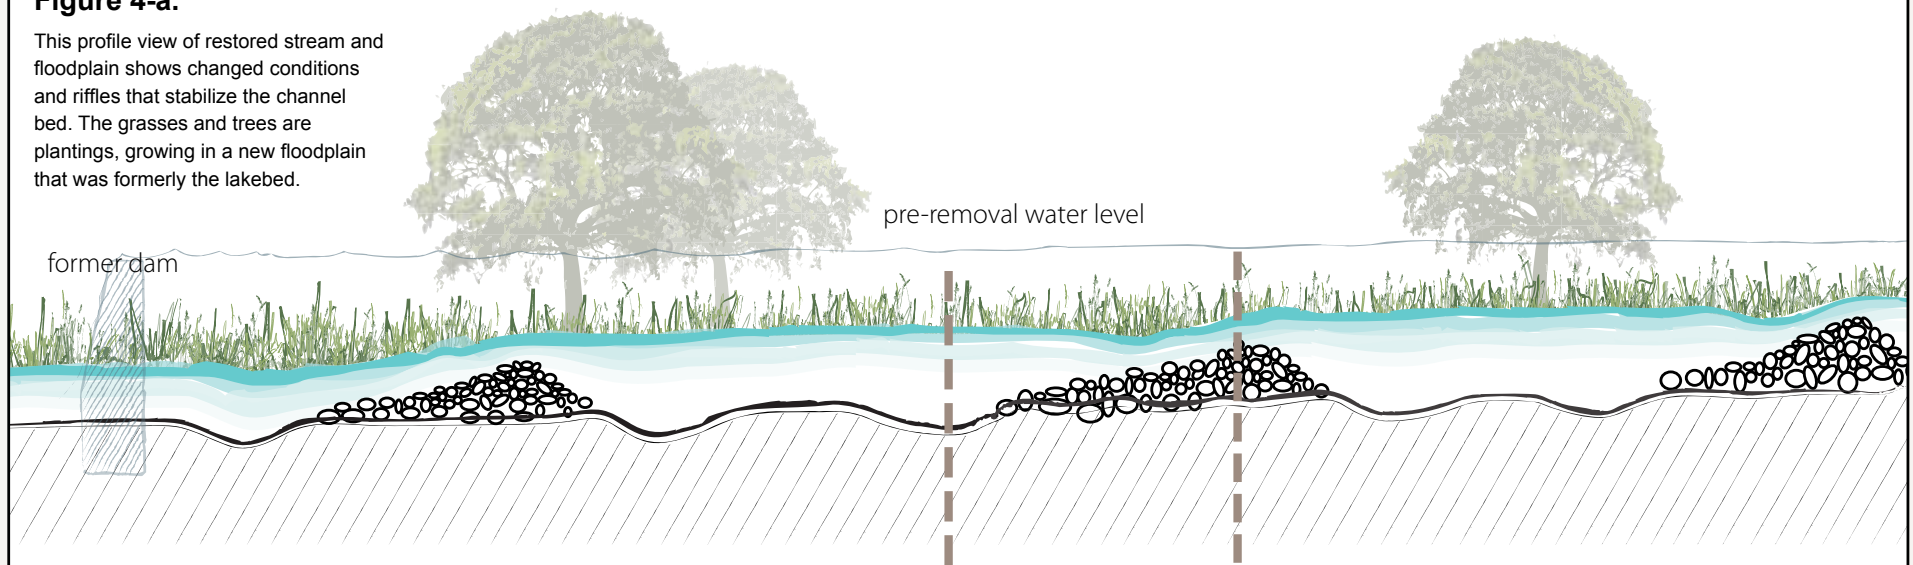 Figure 4-a.
This profile view of restored stream and
floodplain shows changed conditions
and riffles that stabilize the channel
bed. The grasses and trees are
plantings, growing in a new floodplain
that was formerly the lakebed.
pre-removal water level
former dam